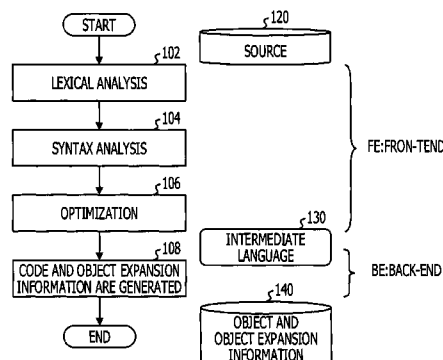 START
120
SOURCE
102
LEXICAL ANALYSIS
104
SYNTAX ANALYSIS
FE:FRON-TEND
106
OPTIMIZATION
130
INTERMEDIATE
LANGUAGE
108
CODE AND OBJECT EXPANSION
INFORMATION ARE GENERATED
BE:BACK-END
140
END
OBJECT AND
OBJECT EXPANSION
INFORMATION